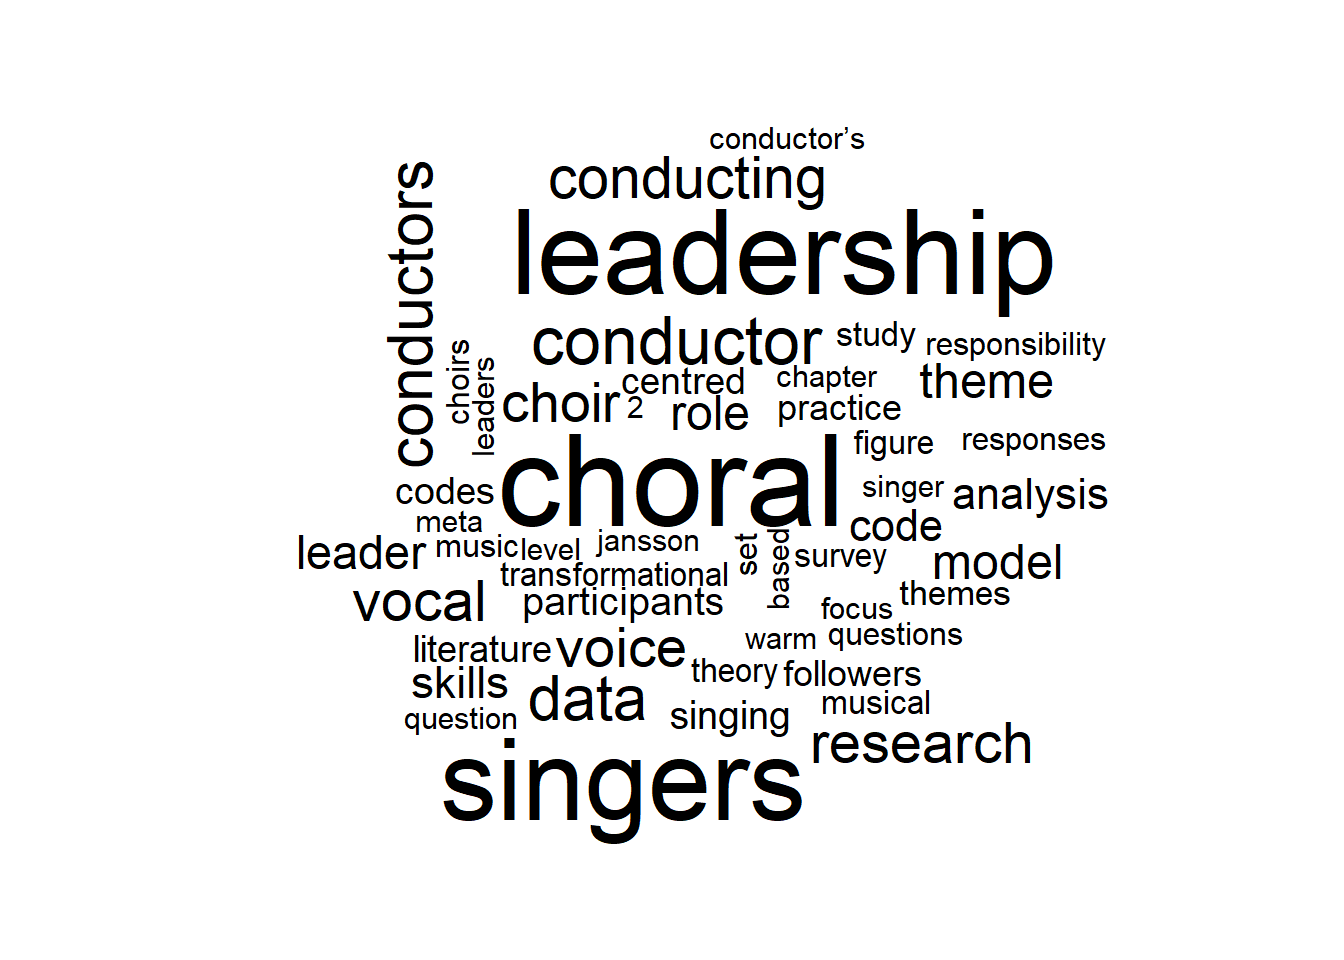 conductor’s
conducting
conductors
leadership
conductor
study
responsibility
choirs
leaders
centred
chapter
theme
choir
2
role
practice
figure
responses
choral
codes
singer
analysis
meta
code
leader
music
level
jansson
set
based
survey
model
transformational
vocal
participants
focus
themes
literature
voice
warm
questions
skills
theory
followers
data
question
singing
musical
research
singers